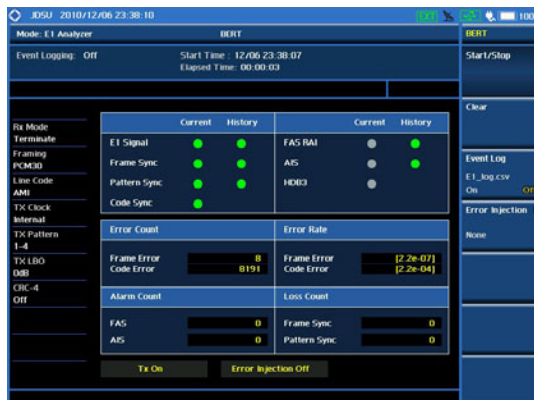 JDSU 2010/12/06 23:38:10
EXT
100
Mode: E1 Analyzer
BERT
BERT
Event Logging: Off
Start Time : 12/06 23:38:07
Elapsed Time: 00:00:03
Start/Stop
Clear
Event Log
E1_log.csv
On Off
Error Injection
None
Rx Mode
Terminate
Framing
PCM30
Line Code
AMI
TX Clock
Internal
TX Pattern
1-4
TX LBO
0dB
CRC-4
Off
Current History
Current History
E1 Signal
FAS RAI
Frame Sync
AIS
Pattern Sync
HDB3
Code Sync
Error Count
Error Rate
Frame Error 8
Code Error 8191
Frame Error [2.2e-07]
Code Error [2.2e-04]
Alarm Count
Loss Count
FAS 0
AIS 0
Frame Sync 0
Pattern Sync 0
Tx On
Error Injection Off